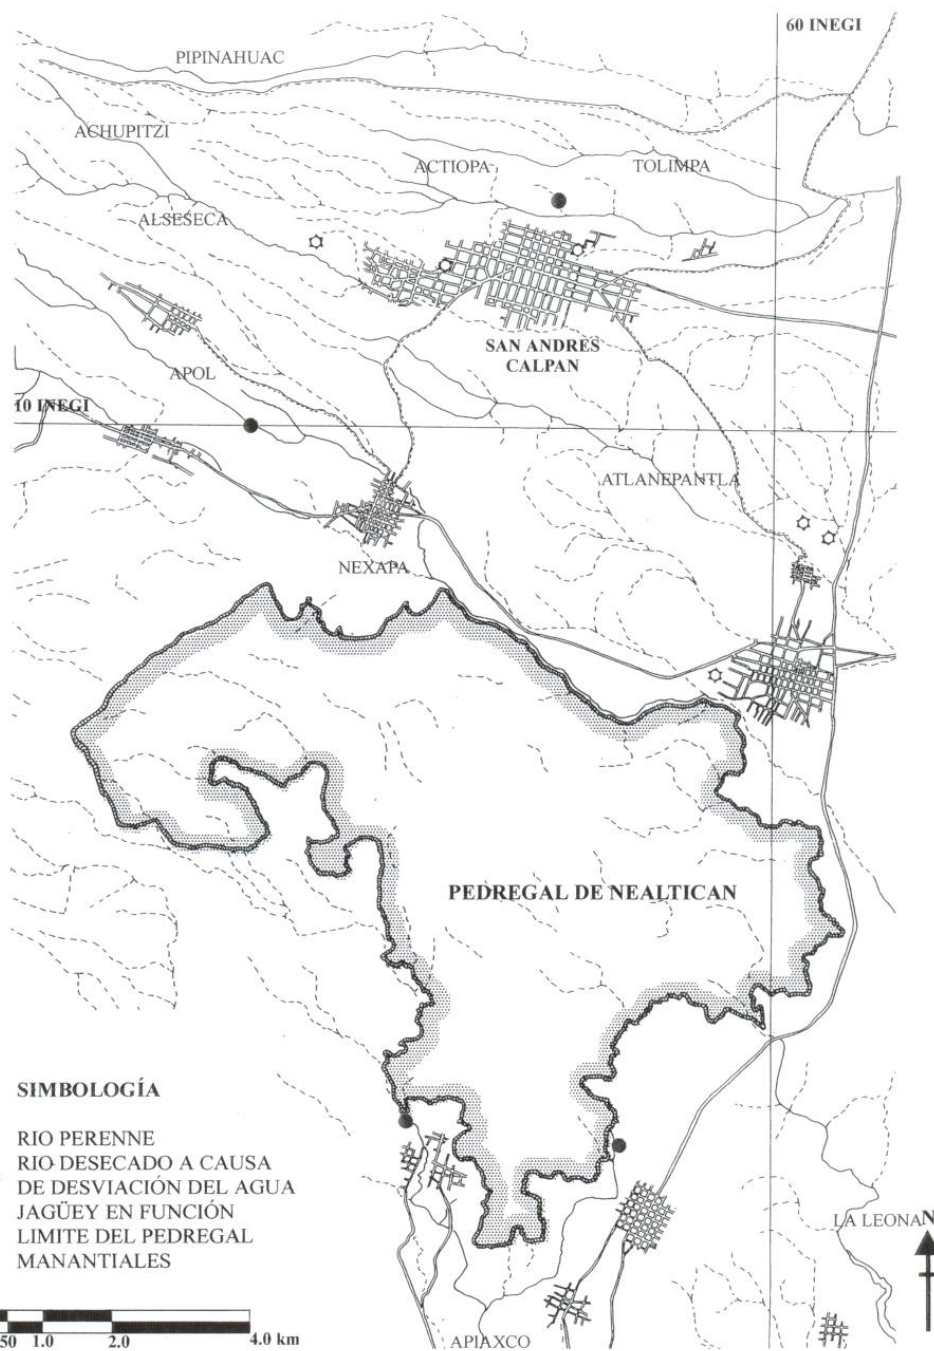 60 INEGI
PIPINAHUAC
ACHUPITZI
ACTIOPA
TOLIMPA
ALSESECA
SAN ANDRES
CALPAN
APOL
10 INEGI
ATLANEPANTLA
NEXAPA
PEDREGAL DE NEALTICAN
SIMBOLOGÍA
RIO PERENNE
RIO DESECADO A CAUSA
DE DESVIACIÓN DEL AGUA
JAGÜEY EN FUNCIÓN
LIMITE DEL PEDREGAL
MANANTIALES
LA LEONA
N
50 1.0 2.0 4.0 km
APIAXCO